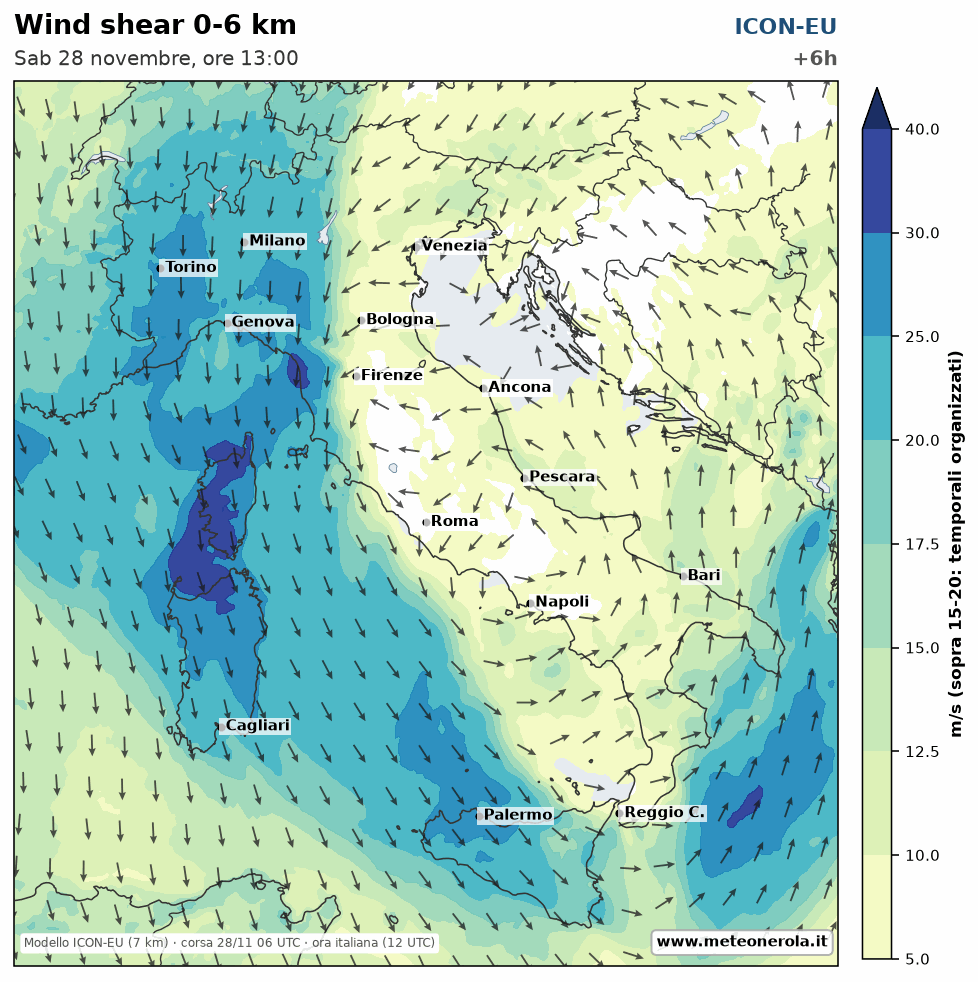 Wind shear 0-6 km
ICON-EU
Sab 28 novembre, ore 13:00
+6h
40.0
30.0
25.0
20.0
17.5
15.0
12.5
10.0
5.0
m/s (sopra 15-20: temporali organizzati)
Milano
Venezia
Torino
Genova
Bologna
Firenze
Ancona
Pescara
Roma
Bari
Napoli
Cagliari
Palermo
Reggio C.
Modello ICON-EU (7 km) · corsa 28/11 06 UTC · ora italiana (12 UTC)
www.meteonerola.it